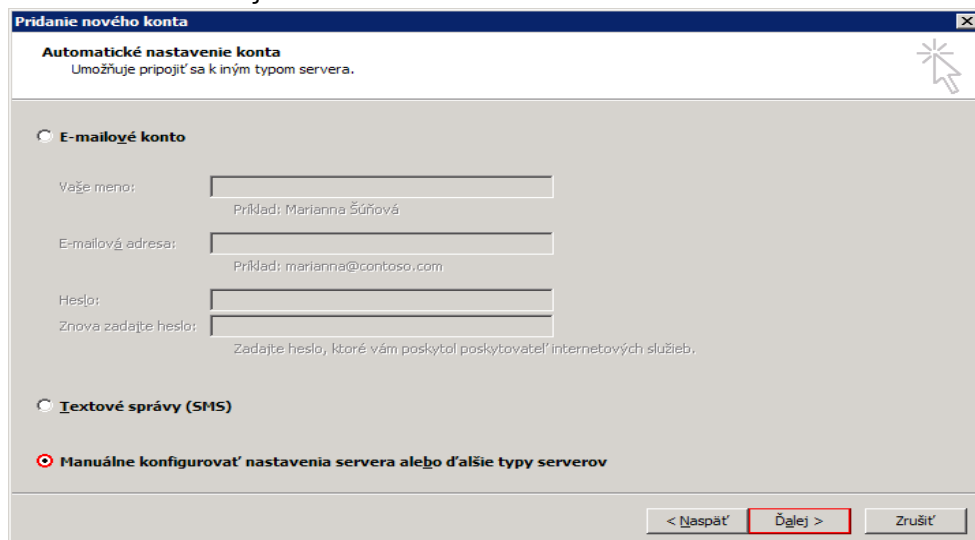 Pridanie nového konta
Automatické nastavenie konta
Umožňuje pripojiť sa k iným typom servera.
E-mailové konto
Vaše meno:
Príklad: Marianna Šúňová
E-mailová adresa:
Príklad: marianna@contoso.com
Heslo:
Znova zadajte heslo:
Zadajte heslo, ktoré vám poskytol poskytovateľ internetových služieb.
Textové správy (SMS)
Manuálne konfigurovať nastavenia servera alebo ďalšie typy serverov
< Naspäť Ďalej > Zrušiť